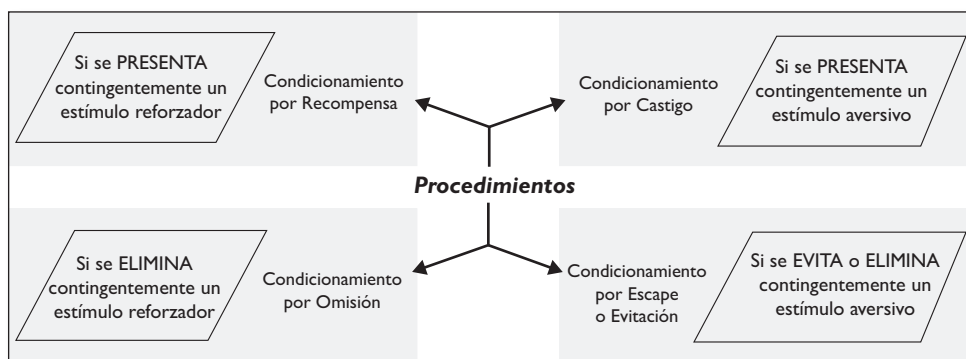 Si se PRESENTA
contingentemente un
estímulo reforzador
Condicionamiento
por Recompensa
Condicionamiento
por Castigo
Si se PRESENTA
contingentemente un
estímulo aversivo
Procedimientos
Si se ELIMINA
contingentemente un
estímulo reforzador
Condicionamiento
por Omisión
Condicionamiento
por Escape
o Evitación
Si se EVITA o ELIMINA
contingentemente un
estímulo aversivo